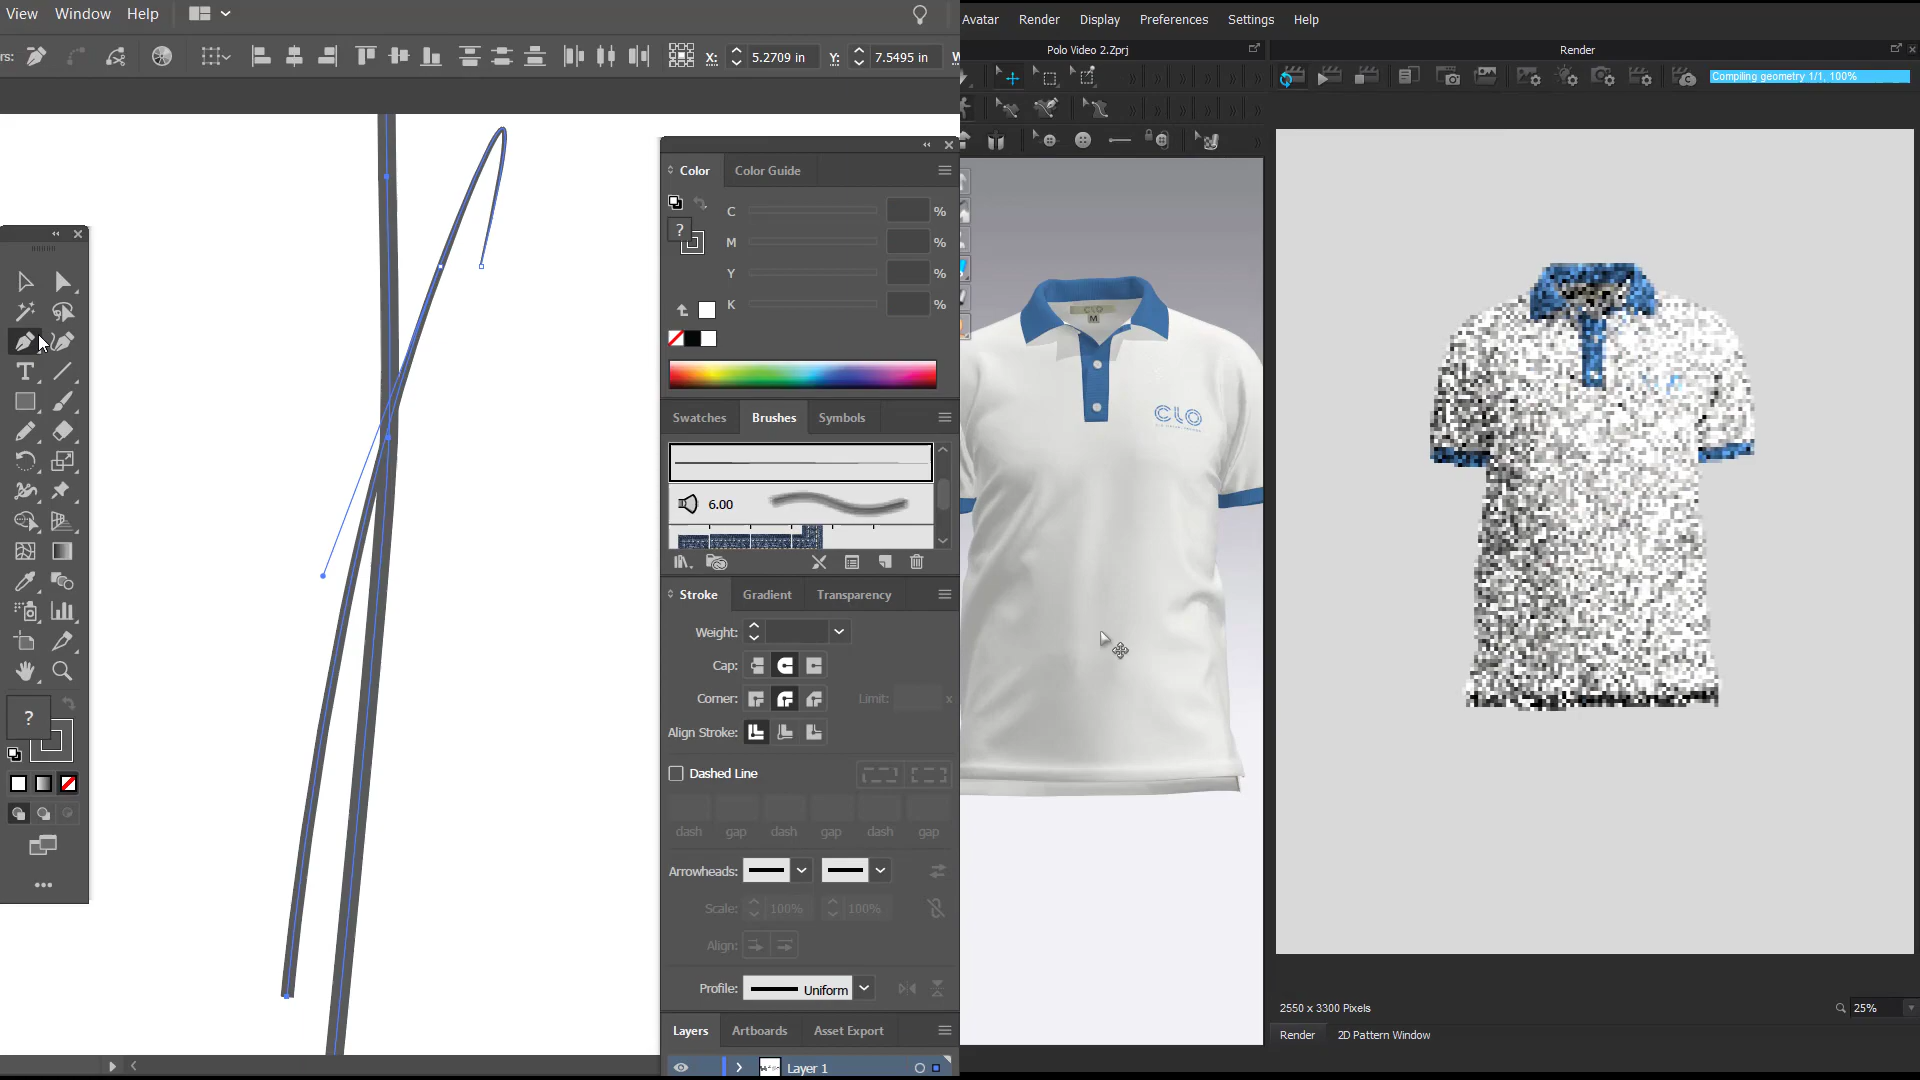 View Window Help
rs:
X: 5.2709 in Y: 7.5495 in
Color Color Guide
?
C %
M %
Y %
K %
Swatches Brushes Symbols
6.00
Stroke Gradient Transparency
Weight:
Cap:
Corner: Limit: x
Align Stroke:
Dashed Line
dash gap dash gap dash gap
Arrowheads:
Scale: 100% 100%
Align:
Profile: Uniform
Layers Artboards Asset Export
Layer 1
T
?
Avatar Render Display Preferences Settings Help
Polo Video 2.Zprj
CLO
M
CLO
Render
Compiling geometry 1/1, 100%
2550 x 3300 Pixels
25%
Render 2D Pattern Window